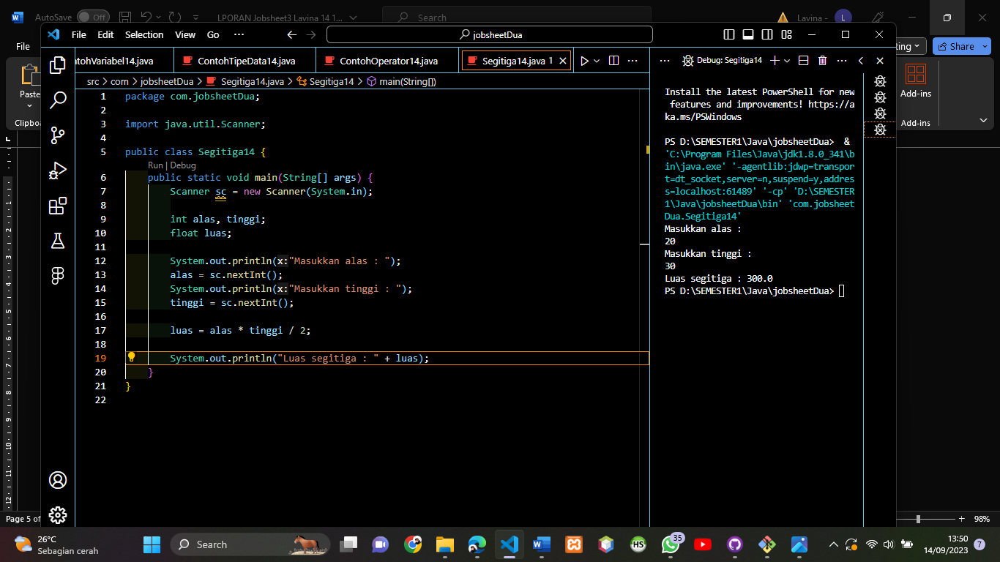 AutoSave Off LPORAN Jobsheet3 Lavina 14 1... Search Lavina - L
File Edit Selection View Go ... jobsheetDua
File
ting Share
ontohVariabel14.java ContohTipeData14.java ContohOperator14.java Segitiga14.java 1 Debug: Segitiga14
src > com > jobsheetDua > Segitiga14.java > Segitiga14 > main(String[])
Paste
Clipboa
Add-ins
Add-ins
1 package com.jobsheetDua;
2
3 import java.util.Scanner;
4
5 public class Segitiga14 {
Run | Debug
6 public static void main(String[] args) {
7 Scanner sc = new Scanner(System.in);
8
9 int alas, tinggi;
10 float luas;
11
12 System.out.println(x:"Masukkan alas : ");
13 alas = sc.nextInt();
14 System.out.println(x:"Masukkan tinggi : ");
15 tinggi = sc.nextInt();
16
17 luas = alas * tinggi / 2;
18
19 System.out.println("Luas segitiga : " + luas);
20 }
21 }
22
Install the latest PowerShell for new
features and improvements! https://a
ka.ms/PSWindows
PS D:\SEMESTER1\Java\jobsheetDua> &
'C:\Program Files\Java\jdk1.8.0_341\b
in\java.exe' '-agentlib:jdwp=transpor
t=dt_socket,server=n,suspend=y,addres
s=localhost:61489' '-cp' 'D:\SEMESTER
1\Java\jobsheetDua\bin' 'com.jobsheet
Dua.Segitiga14'
Masukkan alas :
20
Masukkan tinggi :
30
Luas segitiga : 300.0
PS D:\SEMESTER1\Java\jobsheetDua>
Page 5 of
98%
26°C
Sebagian cerah
Search
HS
35
13:50
14/09/2023
7